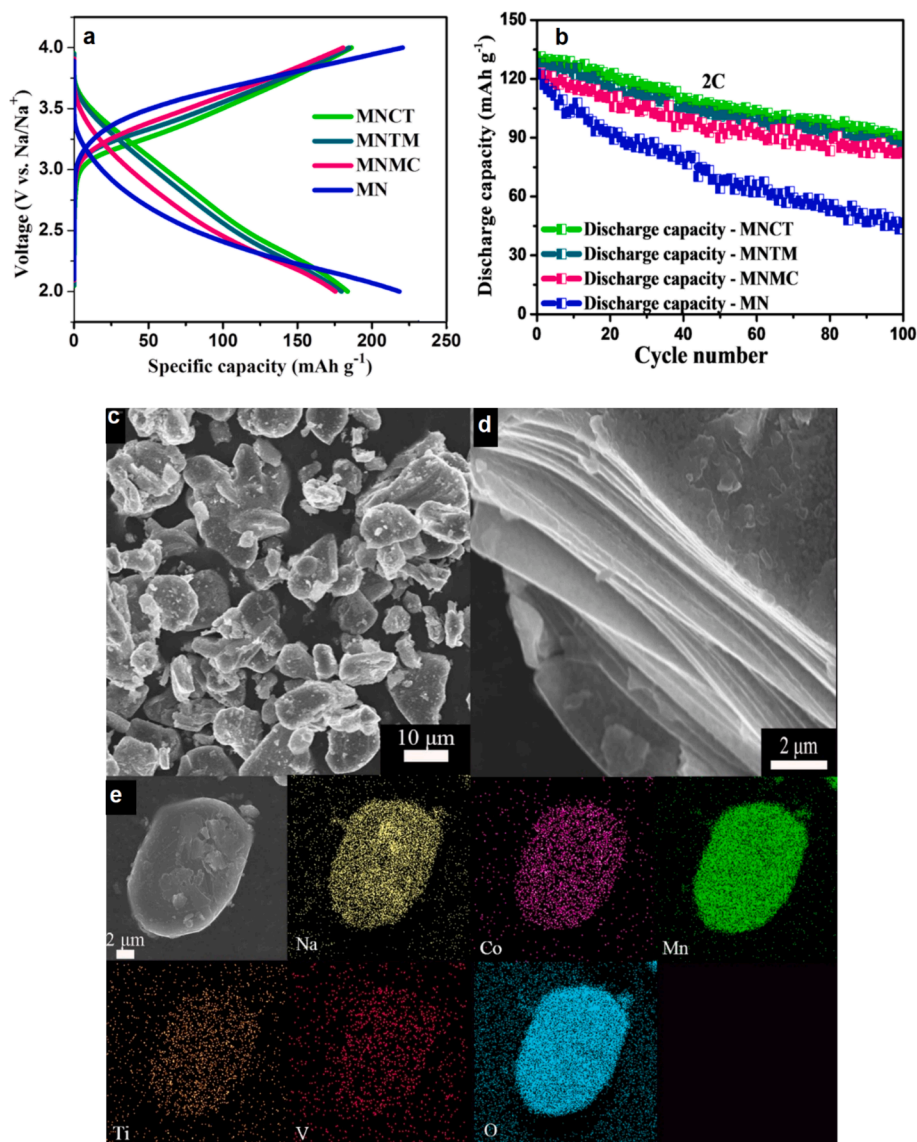 a
4.0
3.5
3.0
2.5
2.0
Voltage (V vs. Na/Na⁺)
MNCT
MNTM
MNMC
MN
0 50 100 150 200 250
Specific capacity (mAh g⁻¹)
b
2C
150
120
90
60
30
0
Discharge capacity (mAh g⁻¹)
Discharge capacity - MNCT
Discharge capacity - MNTM
Discharge capacity - MNMC
Discharge capacity - MN
0 20 40 60 80 100
Cycle number
c
10 μm
d
2 μm
e
2 μm
Na
Co
Mn
Ti
V
O